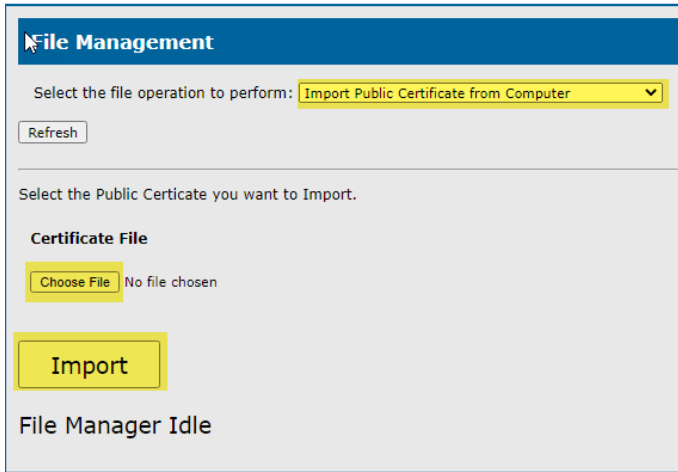 File Management
Select the file operation to perform: Import Public Certificate from Computer
Refresh
Select the Public Certicate you want to Import.
Certificate File
Choose File No file chosen
Import
File Manager Idle